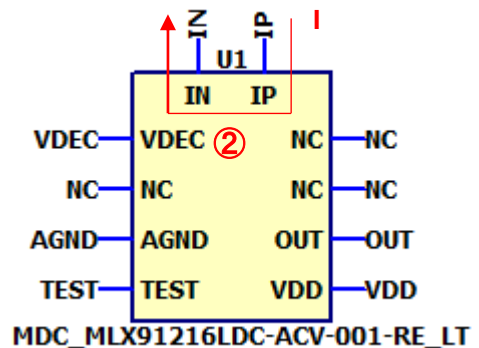 IN IP I
U1
IN IP
VDEC VDEC ② NC NC
NC NC NC NC
AGND AGND OUT OUT
TEST TEST VDD VDD
MDC_MLX91216LDC-ACV-001-RE_LT